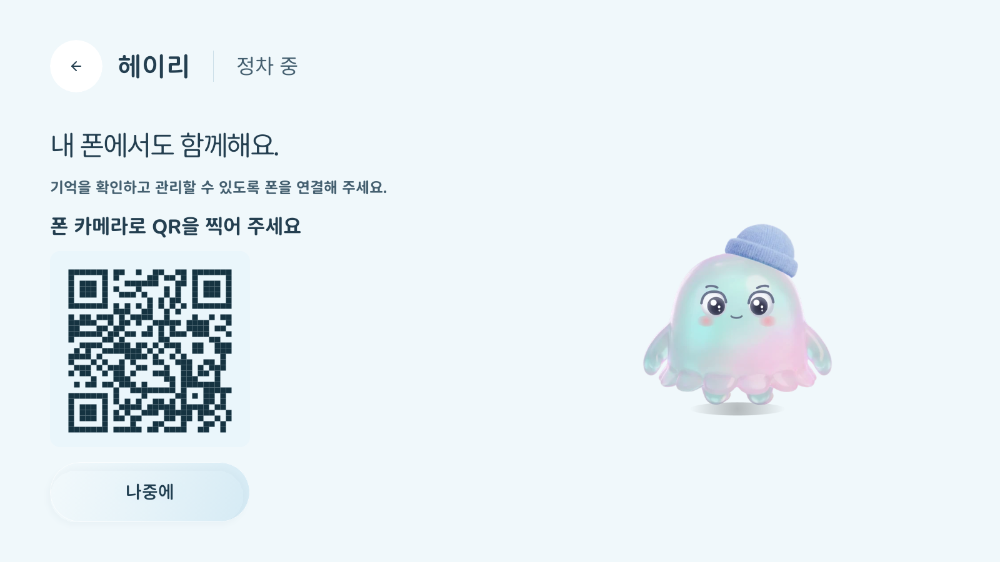 헤이리
정차 중
내 폰에서도 함께해요.
기억을 확인하고 관리할 수 있도록 폰을 연결해 주세요.
폰 카메라로 QR을 찍어 주세요
나중에